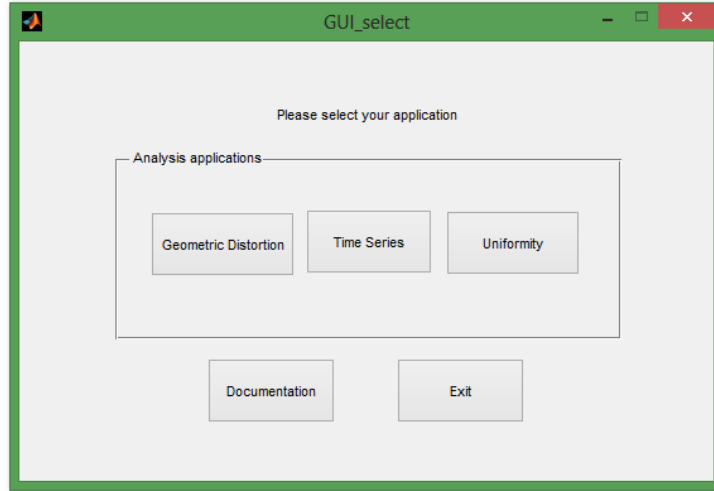 GUI_select
Please select your application
Analysis applications
Geometric Distortion
Time Series
Uniformity
Documentation
Exit